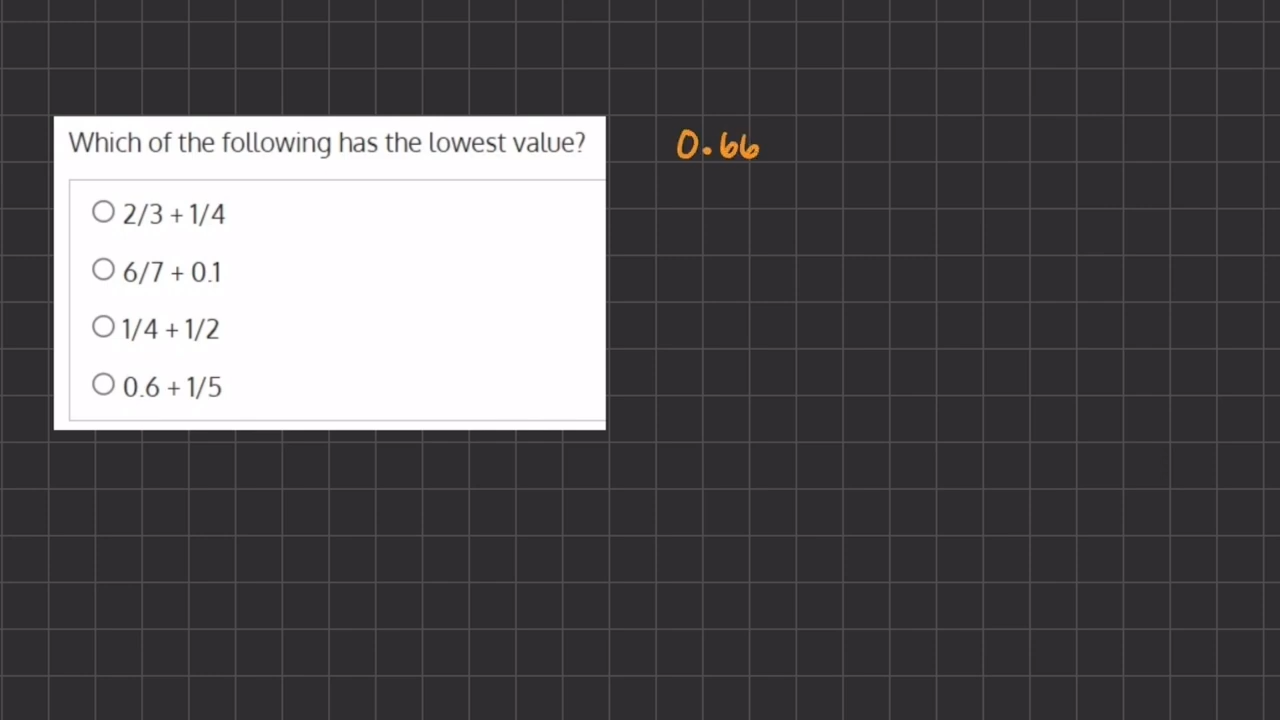 Which of the following has the lowest value?
0.66
2/3 + 1/4
6/7 + 0.1
1/4 + 1/2
0.6 + 1/5